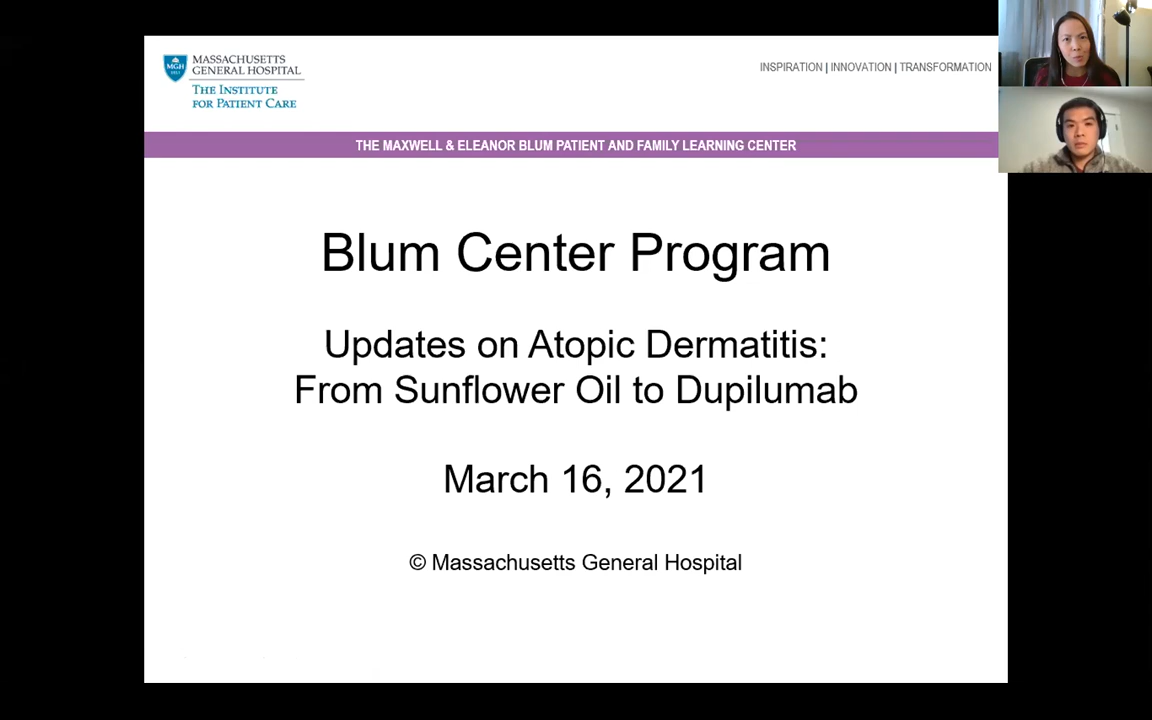 MASSACHUSETTS
GENERAL HOSPITAL
THE INSTITUTE
FOR PATIENT CARE
MGH
1811
INSPIRATION | INNOVATION | TRANSFORMATION
THE MAXWELL & ELEANOR BLUM PATIENT AND FAMILY LEARNING CENTER
Blum Center Program
Updates on Atopic Dermatitis:
From Sunflower Oil to Dupilumab
March 16, 2021
© Massachusetts General Hospital